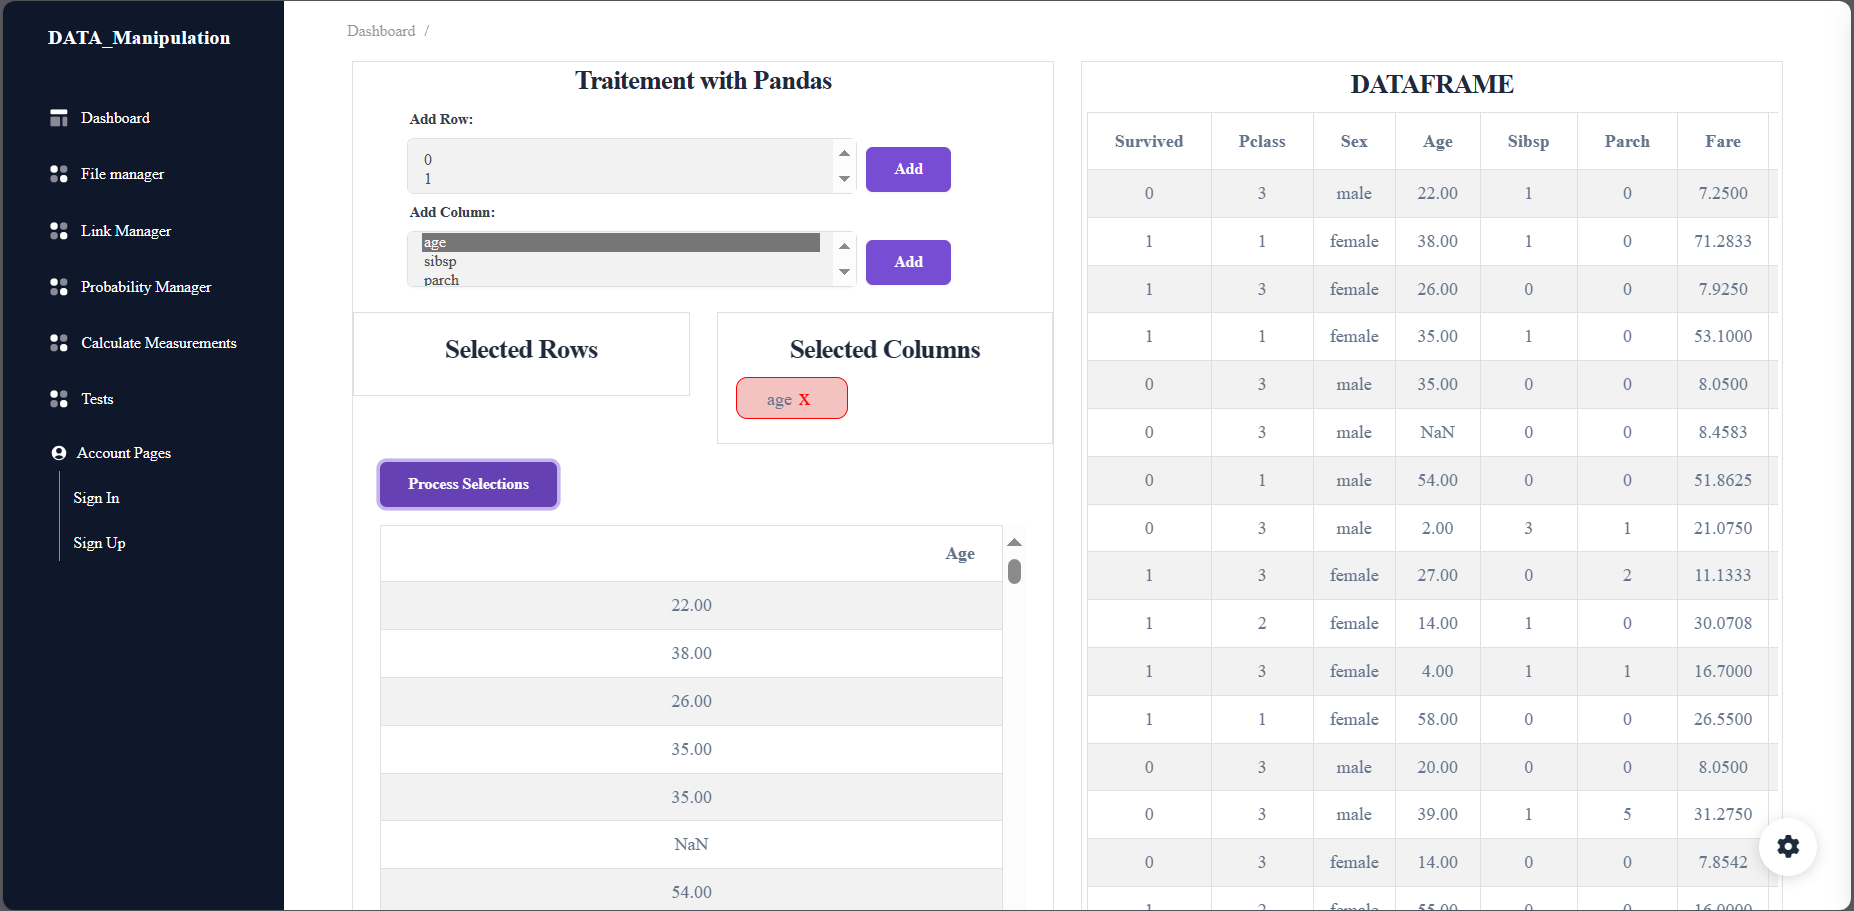 DATA_Manipulation
Dashboard
File manager
Link Manager
Probability Manager
Calculate Measurements
Tests
Account Pages
Sign In
Sign Up
Dashboard /
Traitement with Pandas
Add Row:
0
1
Add
Add Column:
age
sibsp
parch
Add
Selected Rows
Selected Columns
age X
Process Selections
Age
22.00
38.00
26.00
35.00
35.00
NaN
54.00
DATAFRAME
Survived Pclass Sex Age Sibsp Parch Fare
0 3 male 22.00 1 0 7.2500
1 1 female 38.00 1 0 71.2833
1 3 female 26.00 0 0 7.9250
1 1 female 35.00 1 0 53.1000
0 3 male 35.00 0 0 8.0500
0 3 male NaN 0 0 8.4583
0 1 male 54.00 0 0 51.8625
0 3 male 2.00 3 1 21.0750
1 3 female 27.00 0 2 11.1333
1 2 female 14.00 1 0 30.0708
1 3 female 4.00 1 1 16.7000
1 1 female 58.00 0 0 26.5500
0 3 male 20.00 0 0 8.0500
0 3 male 39.00 1 5 31.2750
0 3 female 14.00 0 0 7.8542
1 2 female 55.00 0 0 16.0000